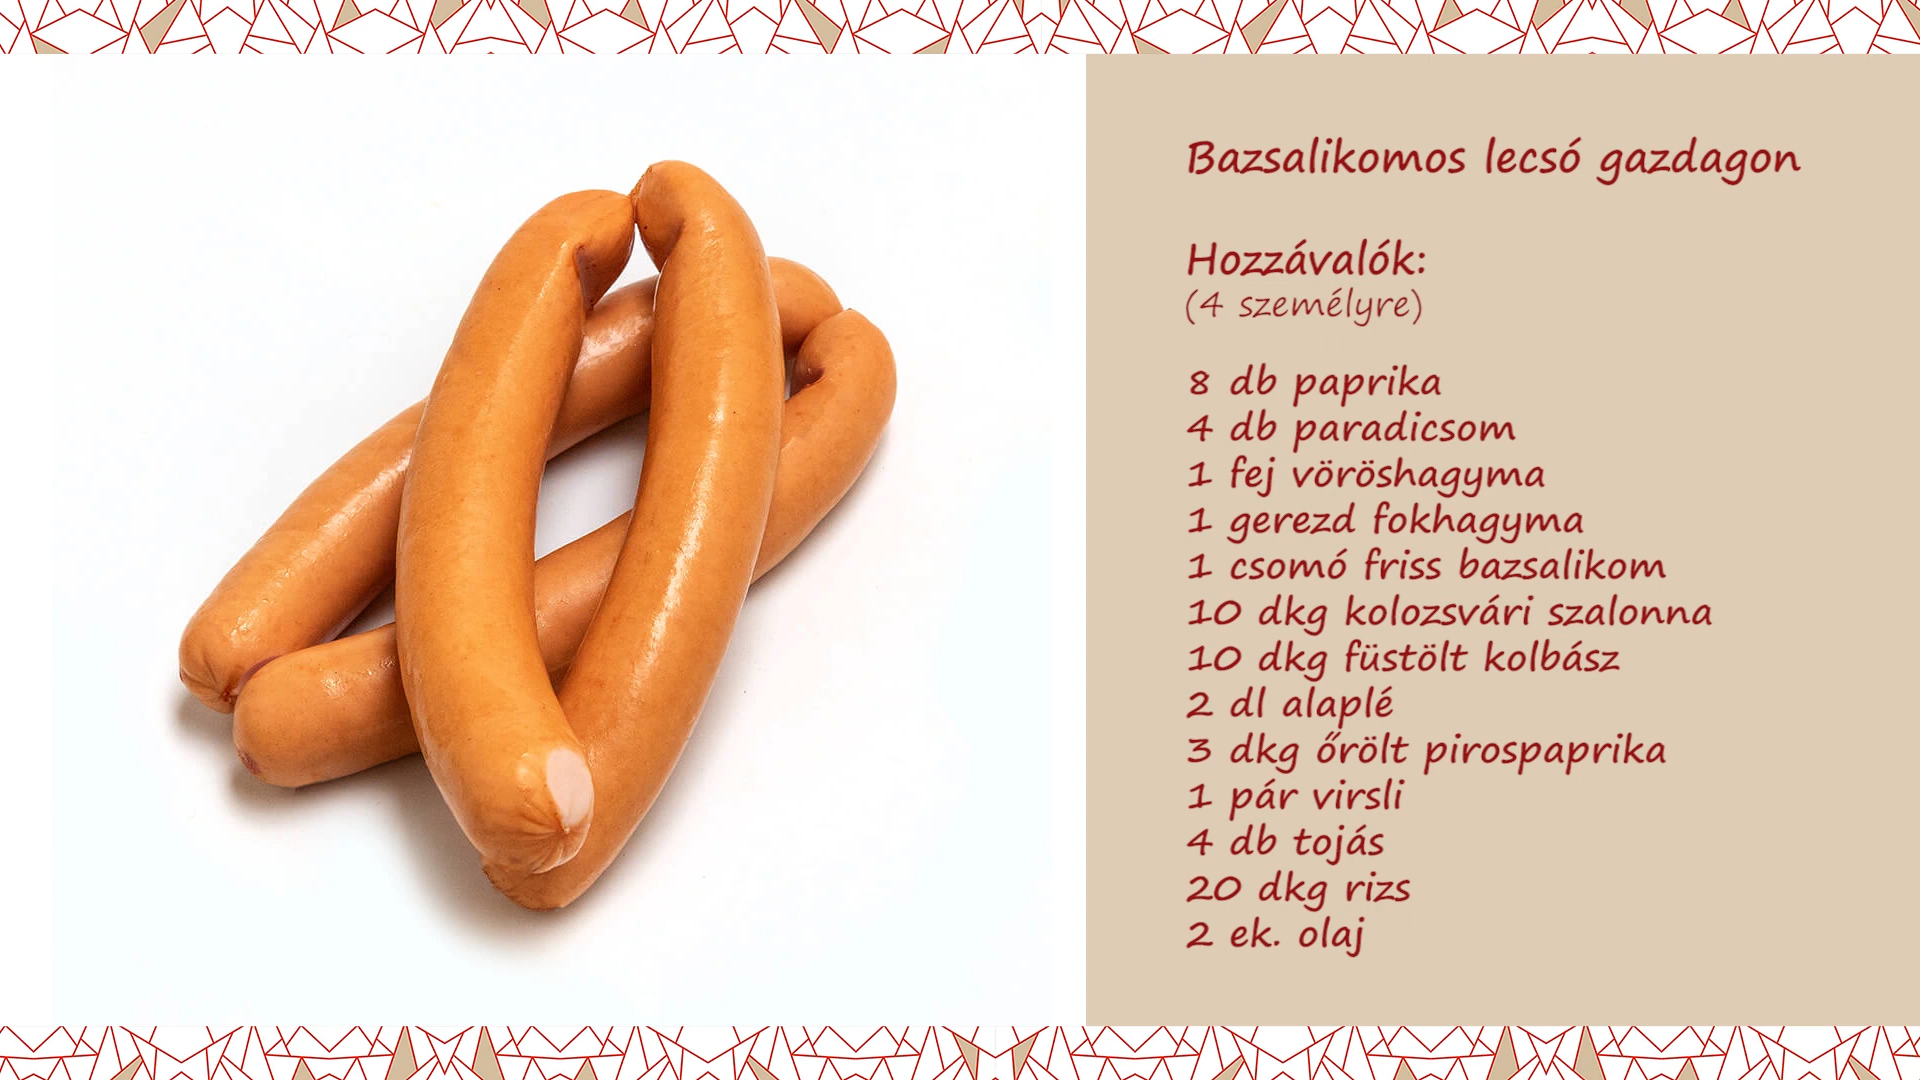 Bazsalikomos lecsó gazdagon
Hozzávalók:
(4 személyre)
8 db paprika
4 db paradicsom
1 fej vöröshagyma
1 gerezd fokhagyma
1 csomó friss bazsalikom
10 dkg kolozsvári szalonna
10 dkg füstölt kolbász
2 dl alaplé
3 dkg őrölt pirospaprika
1 pár virsli
4 db tojás
20 dkg rizs
2 ek. olaj